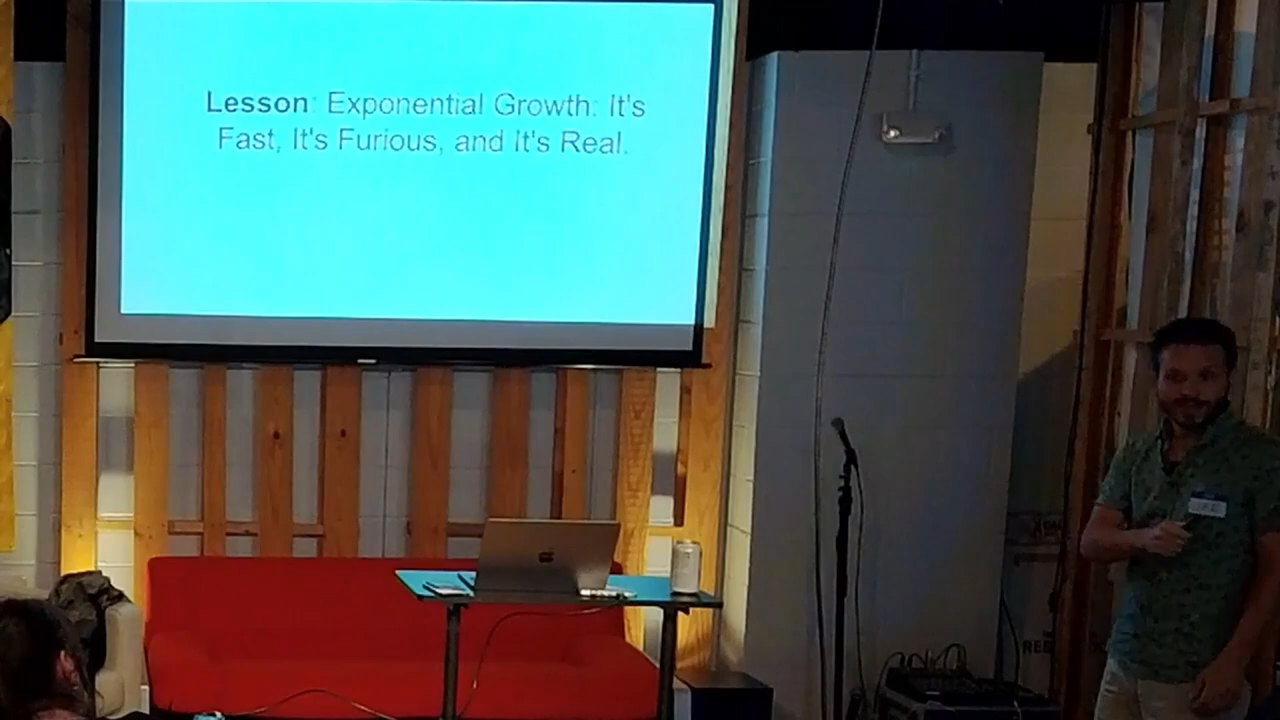 Lesson: Exponential Growth: It's
Fast, It's Furious, and It's Real.